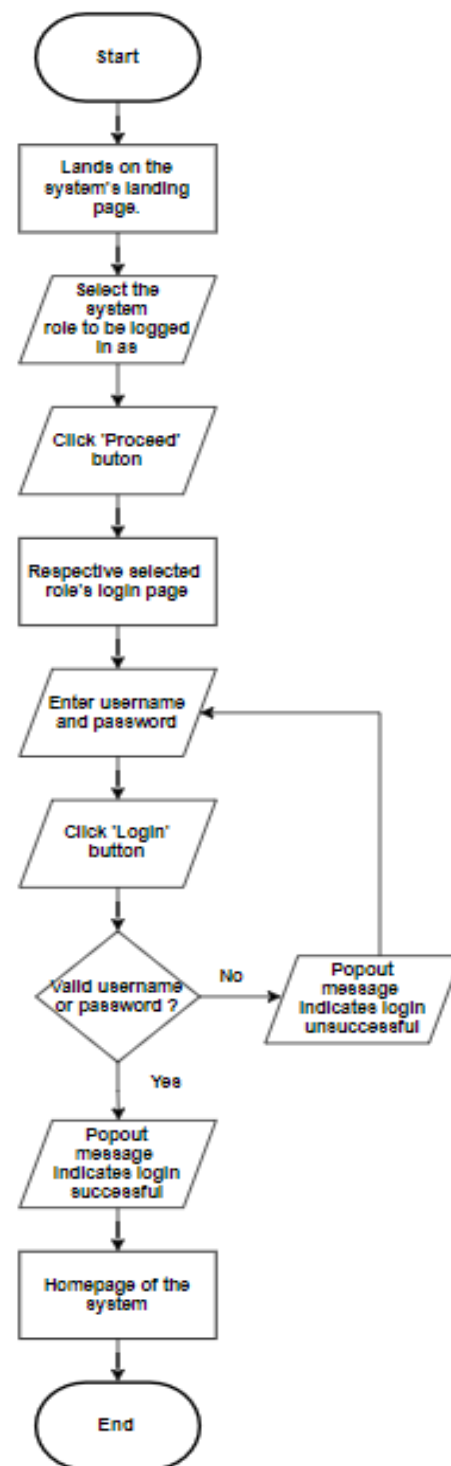 Start
Lands on the
system's landing
page.
Select the
system
role to be logged
in as
Click 'Proceed'
buton
Respective selected
role's login page
Enter username
and password
Click 'Login'
button
Valid username
or password ?
No
Popout
message
indicates login
unsuccessful
Yes
Popout
message
indicates login
successful
Homepage of the
system
End